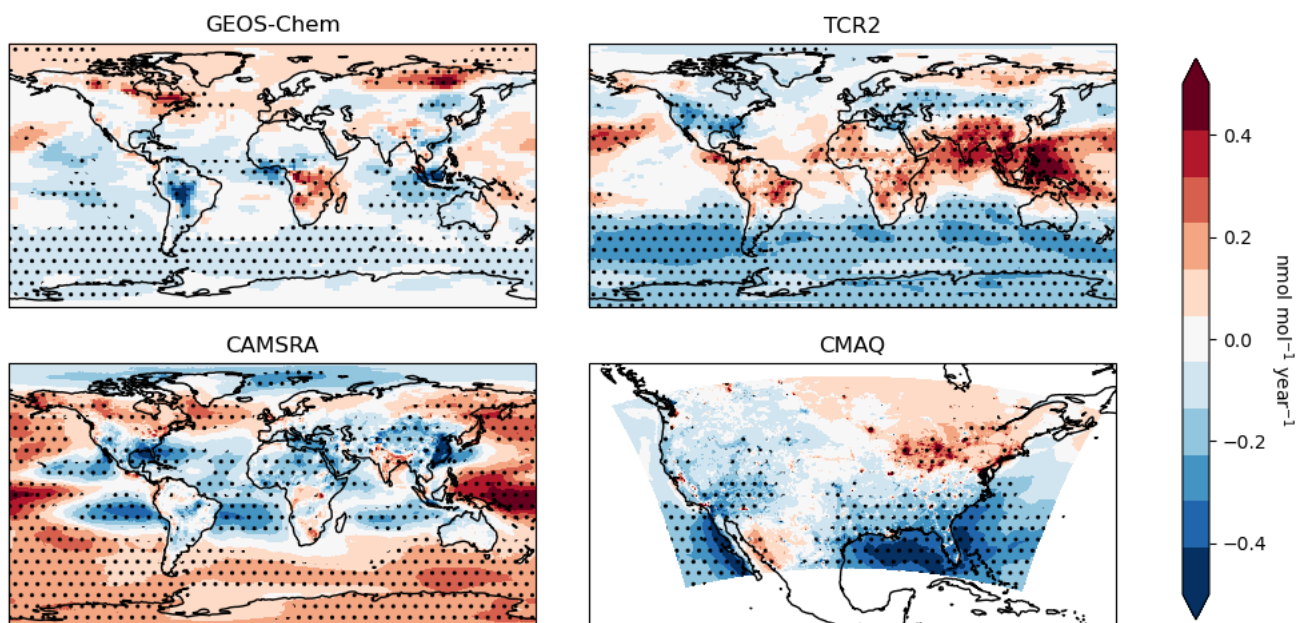 GEOS-Chem
TCR2
CAMSRA
CMAQ
0.4
0.2
0.0
−0.2
−0.4
nmol mol⁻¹ year⁻¹